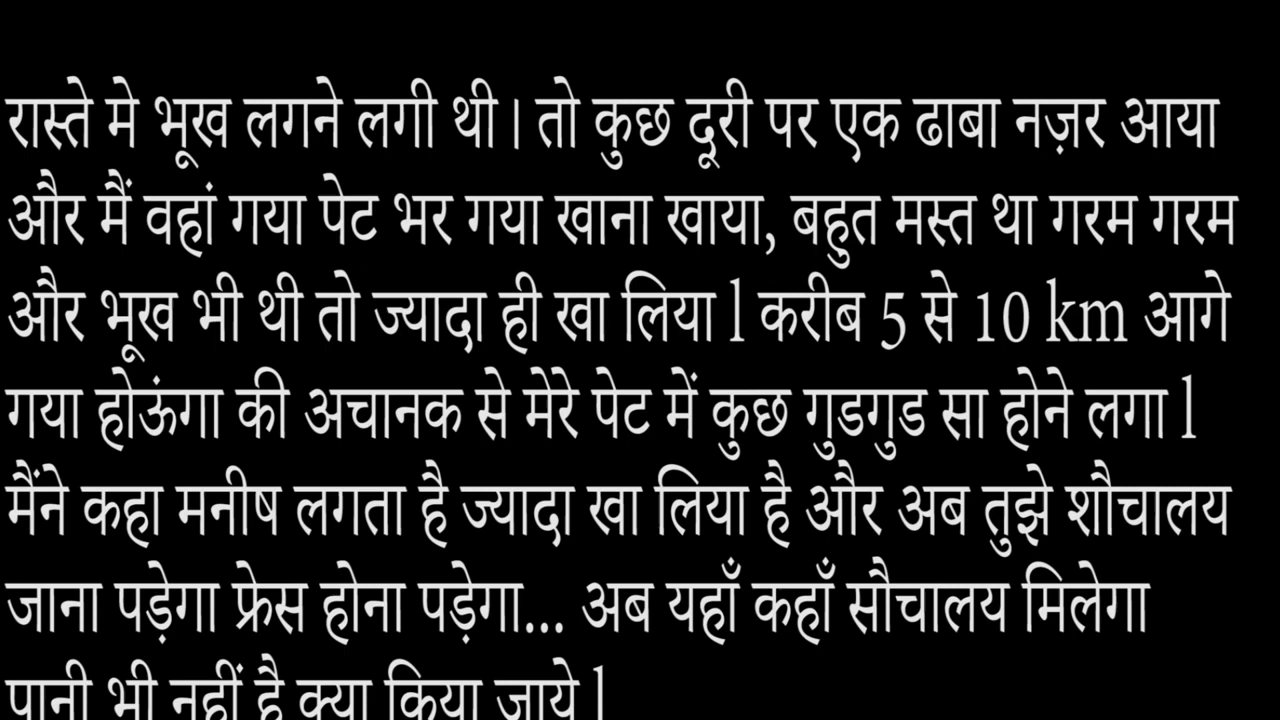 रास्ते मे भूख लगने लगी थी। तो कुछ दूरी पर एक ढाबा नज़र आया
और मैं वहां गया पेट भर गया खाना खाया, बहुत मस्त था गरम गरम
और भूख भी थी तो ज्यादा ही खा लिया l करीब 5 से 10 km आगे
गया होऊंगा की अचानक से मेरे पेट में कुछ गुडगुड सा होने लगा l
मैंने कहा मनीष लगता है ज्यादा खा लिया है और अब तुझे शौचालय
जाना पड़ेगा फ्रेस होना पड़ेगा... अब यहाँ कहाँ सौचालय मिलेगा
पानी भी नहीं है क्या किया जाये l